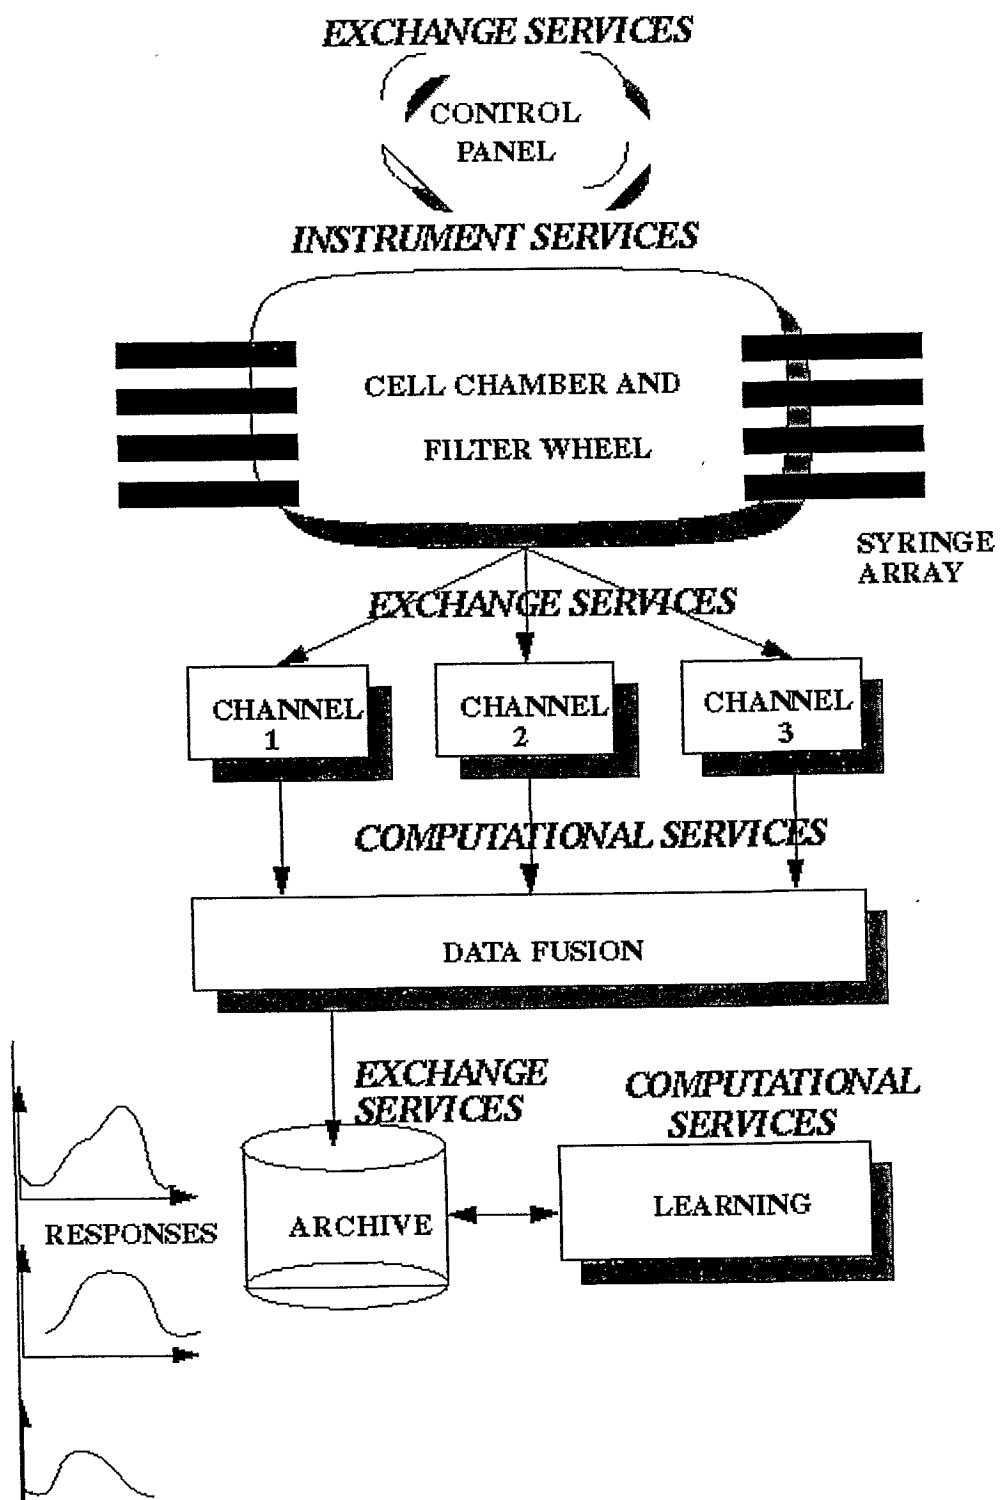 EXCHANGE SERVICES
CONTROL
PANEL
INSTRUMENT SERVICES
CELL CHAMBER AND
FILTER WHEEL
SYRINGE
ARRAY
EXCHANGE SERVICES
CHANNEL
1
CHANNEL
2
CHANNEL
3
COMPUTATIONAL SERVICES
DATA FUSION
EXCHANGE
SERVICES
COMPUTATIONAL
SERVICES
RESPONSES
ARCHIVE
LEARNING